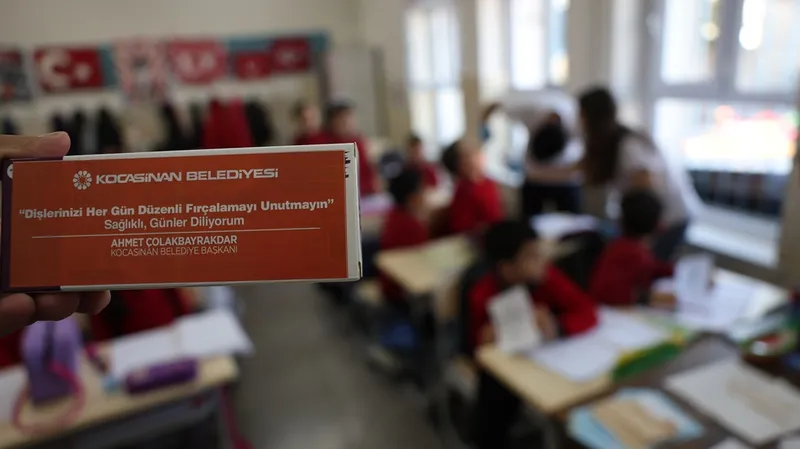 KOCASİNAN BELEDİYESİ
"Dişlerinizi Her Gün Düzenli Fırçalamayı Unutmayın"
Sağlıklı, Günler Diliyorum
AHMET ÇOLAKBAYRAKDAR
KOCASİNAN BELEDİYE BAŞKANI